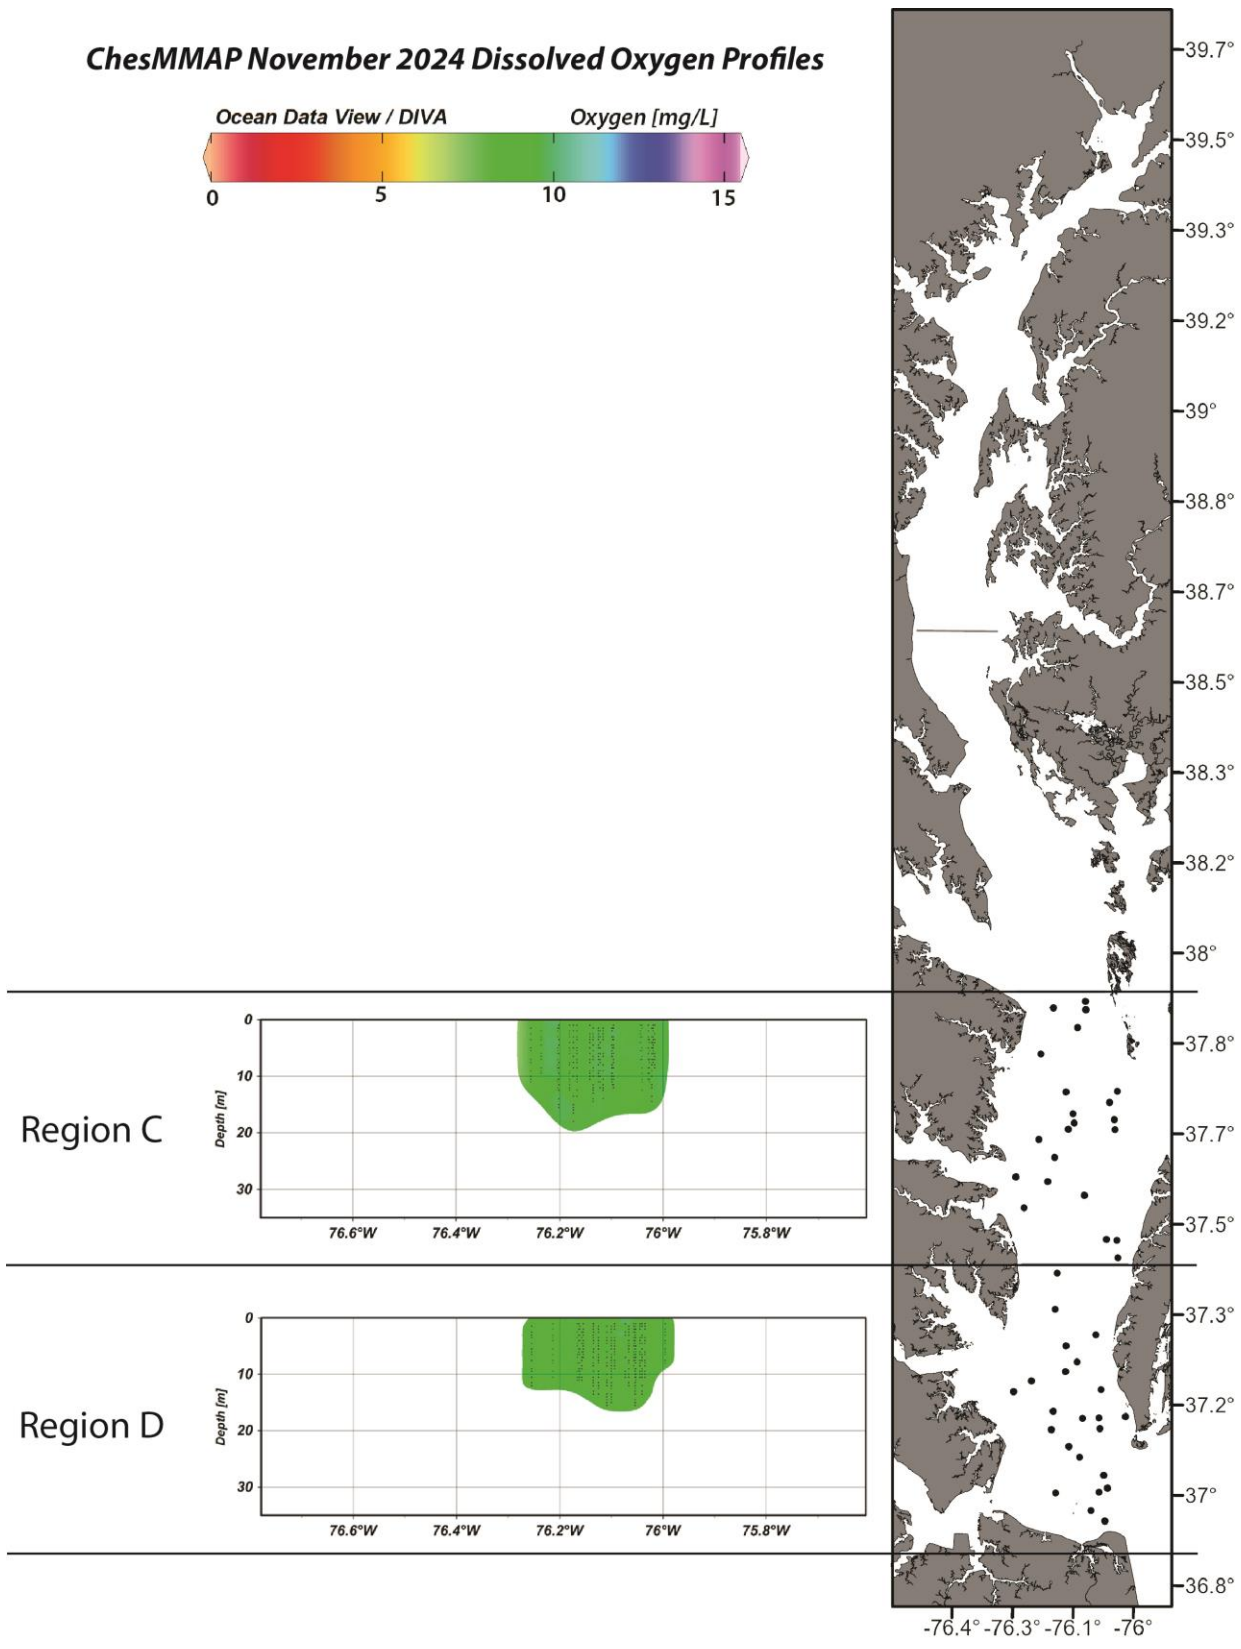 ChesMMAP November 2024 Dissolved Oxygen Profiles
Ocean Data View / DIVA Oxygen [mg/L]
0 5 10 15
39.7°
39.5°
39.3°
39.2°
39°
38.8°
38.7°
38.5°
38.3°
38.2°
38°
37.8°
37.7°
37.5°
37.3°
37.2°
37°
36.8°
-76.4° -76.3° -76.1° -76°
Region C
Depth [m]
0
10
20
30
76.6°W 76.4°W 76.2°W 76°W 75.8°W
Region D
Depth [m]
0
10
20
30
76.6°W 76.4°W 76.2°W 76°W 75.8°W